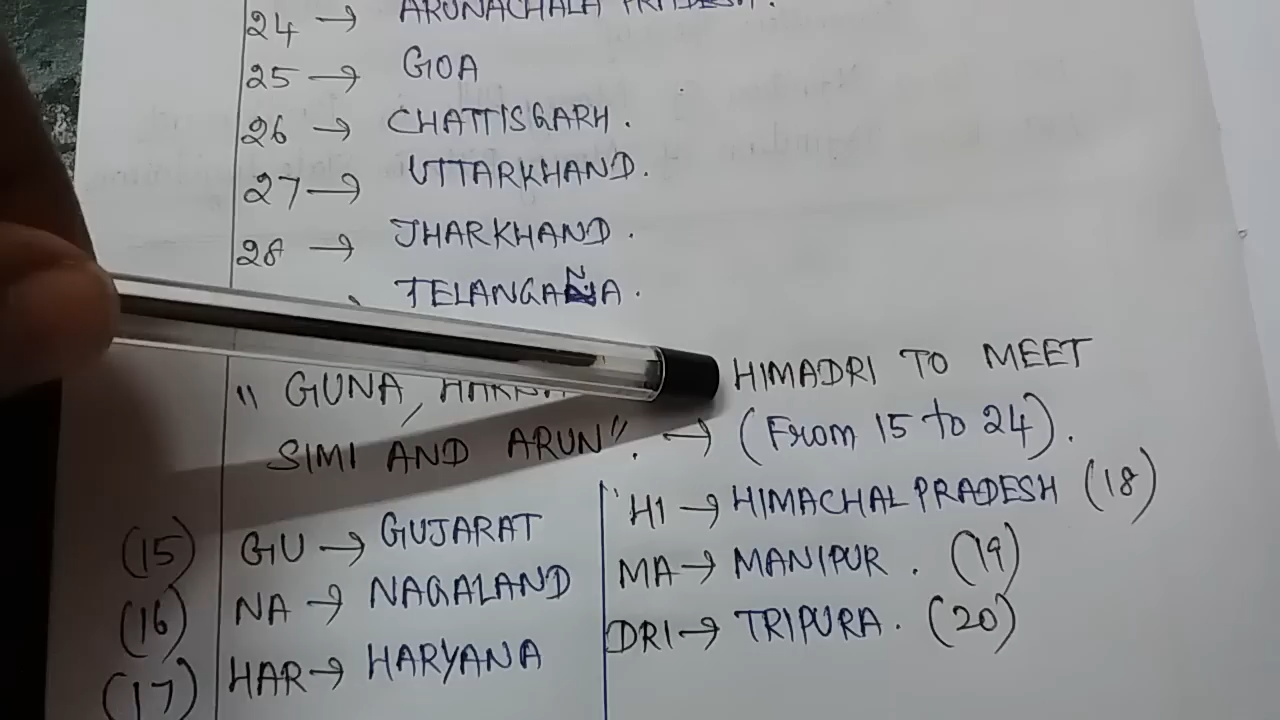 24 → ARUNACHALA PRADESH.
25 → GOA
26 → CHATTISGARH.
27 → UTTARKHAND.
28 → JHARKHAND.
TELANGANA.
" GUNA, HIMADRI TO MEET
SIMI AND ARUN". → (From 15 to 24).
(15) GU → GUJARAT
(16) NA → NAGALAND
(17) HAR → HARYANA
HI → HIMACHAL PRADESH (18)
MA → MANIPUR. (19)
DRI → TRIPURA. (20)